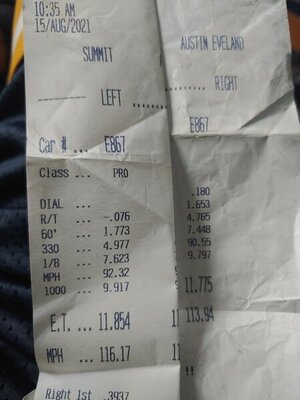 10:35 AM
15/AUG/2021
SUMMIT
AUSTIN EVELAND
LEFT
RIGHT
Car # ... E867
E867
Class ... PRO
DIAL ...
R/T ... -.076 .180
60' ... 1.773 1.653
330 ... 4.977 4.765
1/8 ... 7.623 7.448
MPH ... 92.32 90.55
1000 ... 9.917 9.797
E.T. ... 11.854 11.775
MPH ... 116.17 113.94
Right 1st .3937 !!